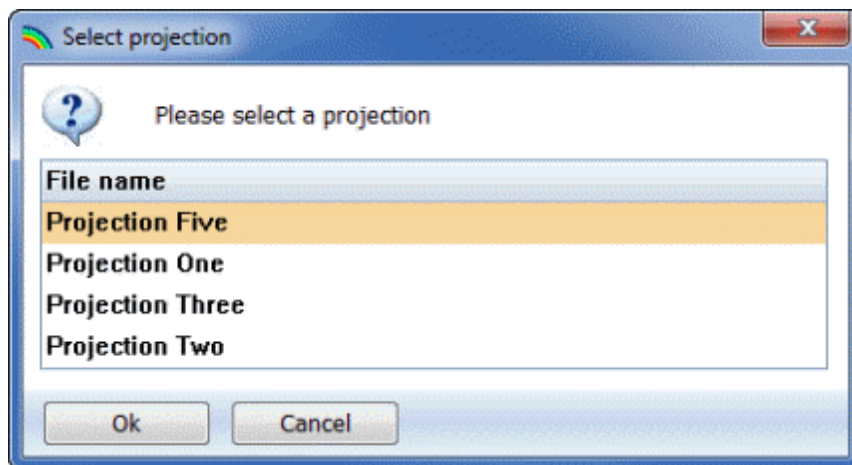 Select projection
Please select a projection
File name
Projection Five
Projection One
Projection Three
Projection Two
Ok Cancel